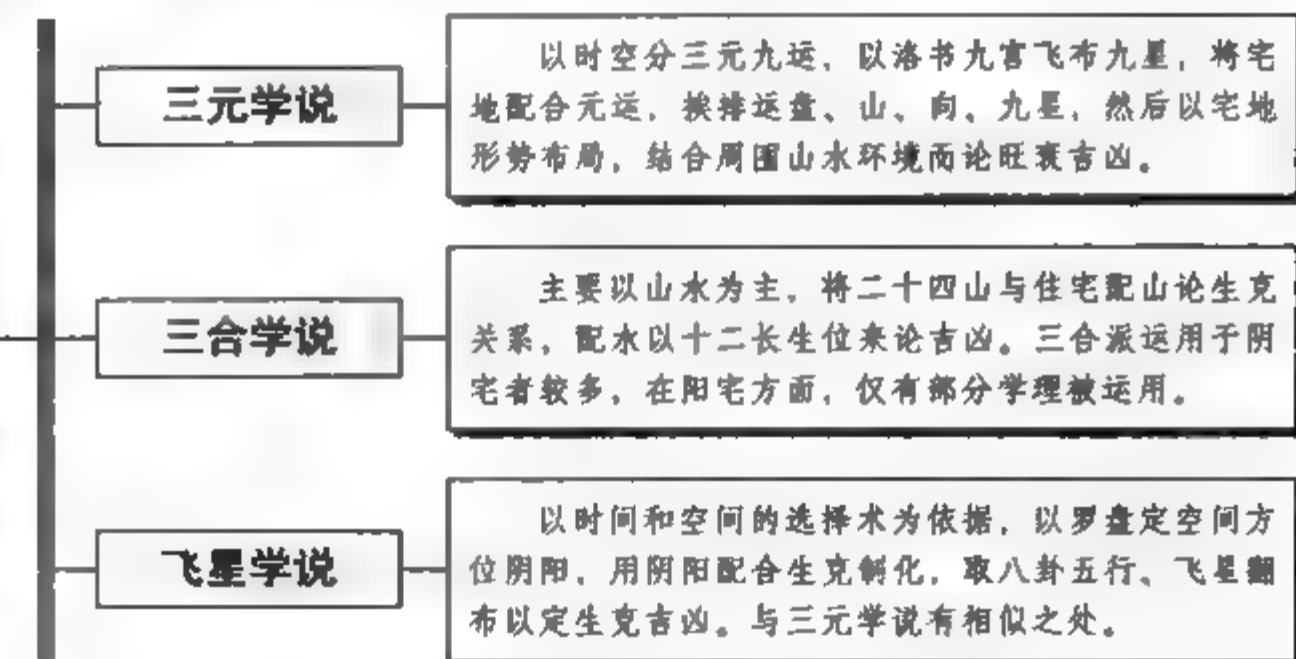 三元学说
以时空分三元九运，以洛书九宫飞布九星，将宅
地配合元运，挨排运盘、山、向、九星，然后以宅地
形势布局，结合周围山水环境而论旺衰吉凶。
三合学说
主要以山水为主，将二十四山与住宅配山论生克
关系，配水以十二长生位来论吉凶。三合派运用于阴
宅者较多，在阳宅方面，仅有部分学理被运用。
飞星学说
以时间和空间的选择术为依据，以罗盘定空间方
位阴阳，用阴阳配合生克制化，取八卦五行、飞星翻
布以定生克吉凶。与三元学说有相似之处。